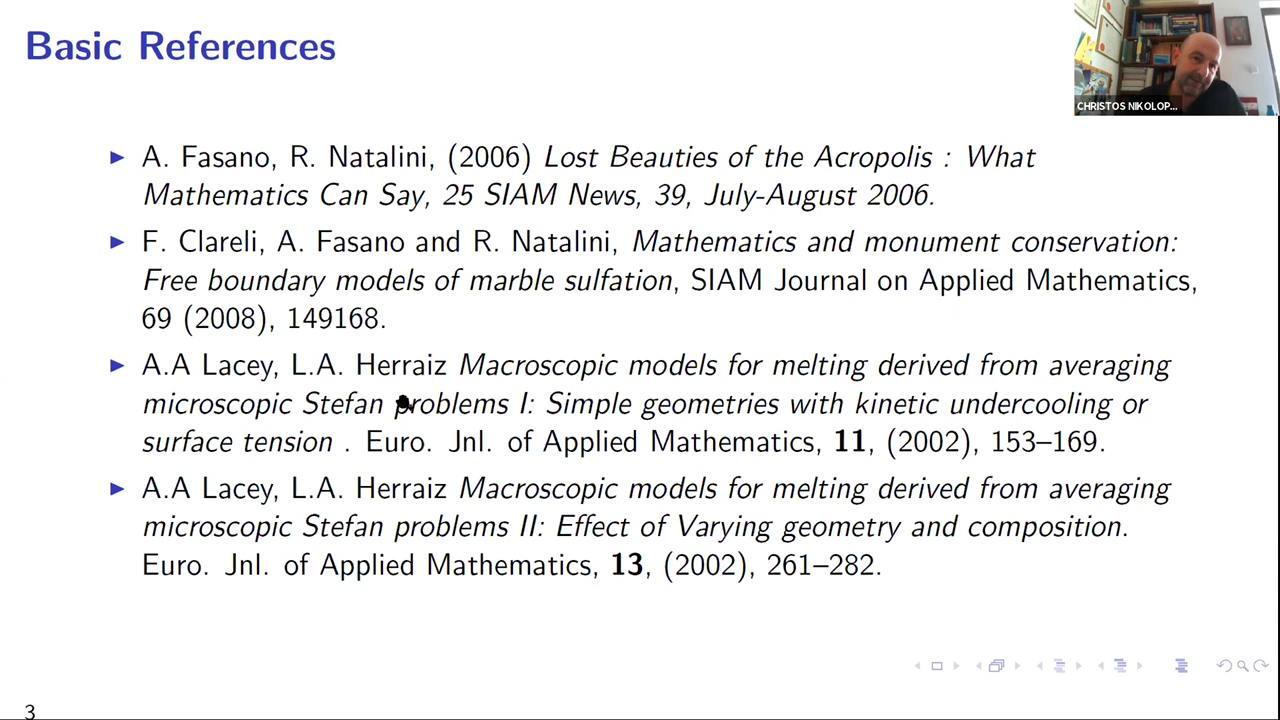 Basic References
CHRISTOS NIKOLOP...
▶ A. Fasano, R. Natalini, (2006) Lost Beauties of the Acropolis : What
Mathematics Can Say, 25 SIAM News, 39, July-August 2006.
▶ F. Clareli, A. Fasano and R. Natalini, Mathematics and monument conservation:
Free boundary models of marble sulfation, SIAM Journal on Applied Mathematics,
69 (2008), 149168.
▶ A.A Lacey, L.A. Herraiz Macroscopic models for melting derived from averaging
microscopic Stefan problems I: Simple geometries with kinetic undercooling or
surface tension . Euro. Jnl. of Applied Mathematics, 11, (2002), 153–169.
▶ A.A Lacey, L.A. Herraiz Macroscopic models for melting derived from averaging
microscopic Stefan problems II: Effect of Varying geometry and composition.
Euro. Jnl. of Applied Mathematics, 13, (2002), 261–282.
3